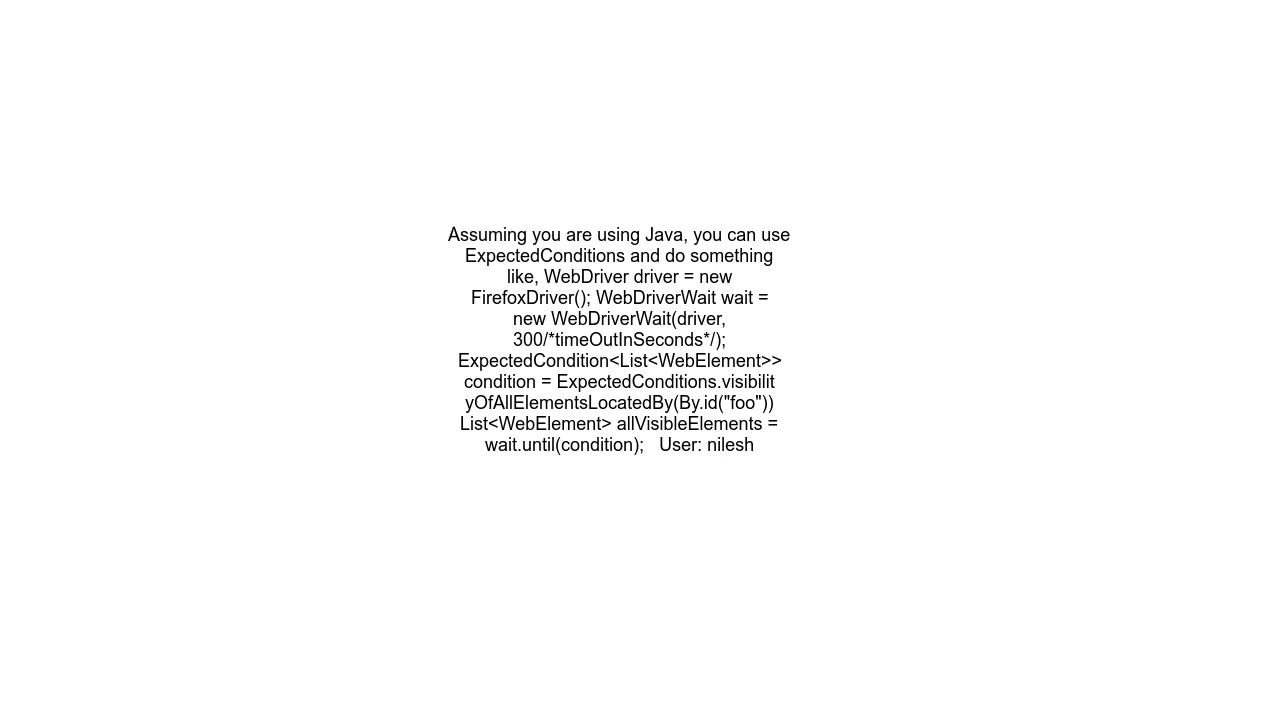 Assuming you are using Java, you can use
ExpectedConditions and do something
like, WebDriver driver = new
FirefoxDriver(); WebDriverWait wait =
new WebDriverWait(driver,
300/*timeOutInSeconds*/);
ExpectedCondition<List<WebElement>>
condition = ExpectedConditions.visibilit
yOfAllElementsLocatedBy(By.id("foo"))
List<WebElement> allVisibleElements =
wait.until(condition);   User: nilesh